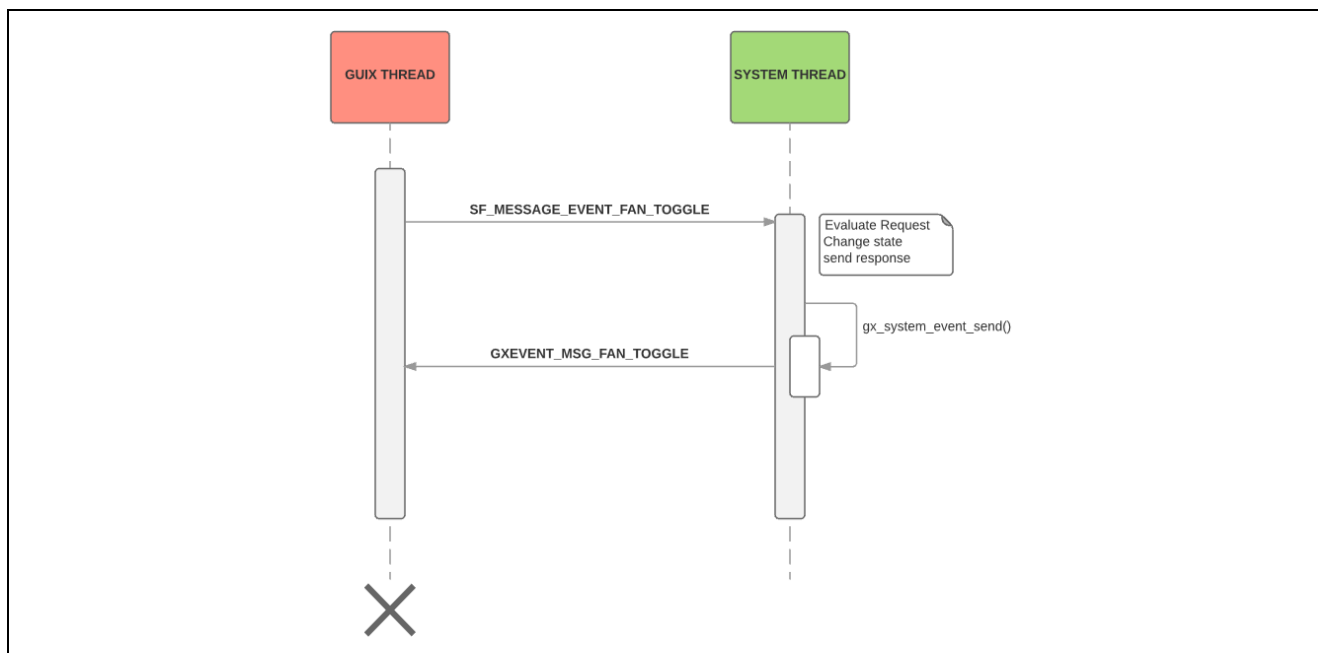 GUIX THREAD
SYSTEM THREAD
SF_MESSAGE_EVENT_FAN_TOGGLE
Evaluate Request
Change state
send response
gx_system_event_send()
GXEVENT_MSG_FAN_TOGGLE